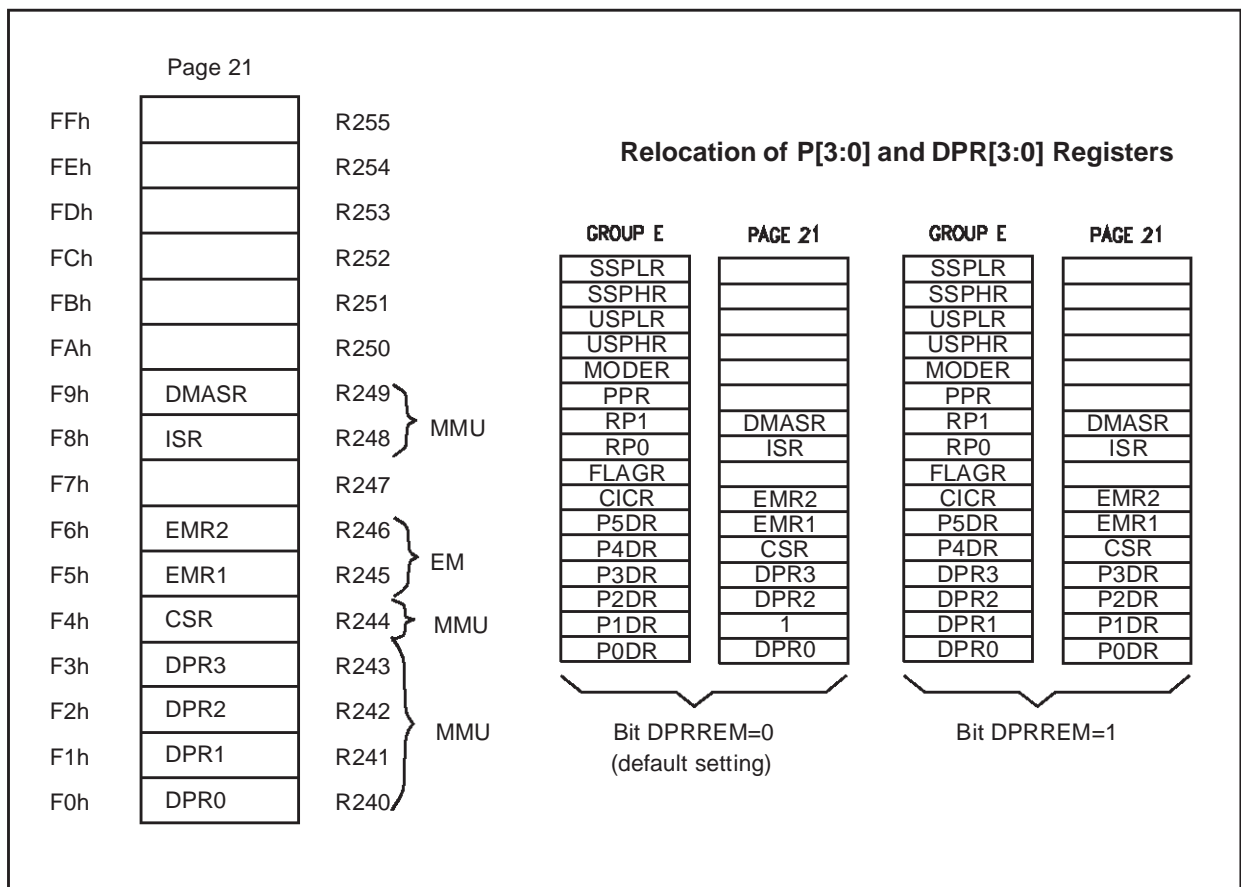 Page 21
FFh R255
FEh R254
FDh R253
FCh R252
FBh R251
FAh R250
F9h DMASR R249
F8h ISR R248
MMU
F7h R247
F6h EMR2 R246
F5h EMR1 R245
EM
F4h CSR R244 MMU
F3h DPR3 R243
F2h DPR2 R242
F1h DPR1 R241
F0h DPR0 R240
MMU
Relocation of P[3:0] and DPR[3:0] Registers
GROUP E PAGE 21 GROUP E PAGE 21
SSPLR SSPLR
SSPHR SSPHR
USPLR USPLR
USPHR USPHR
MODER MODER
PPR PPR
RP1 DMASR RP1 DMASR
RP0 ISR RP0 ISR
FLAGR FLAGR
CICR EMR2 CICR EMR2
P5DR EMR1 P5DR EMR1
P4DR CSR P4DR CSR
P3DR DPR3 DPR3 P3DR
P2DR DPR2 DPR2 P2DR
P1DR 1 DPR1 P1DR
P0DR DPR0 DPR0 P0DR
Bit DPRREM=0 Bit DPRREM=1
(default setting)